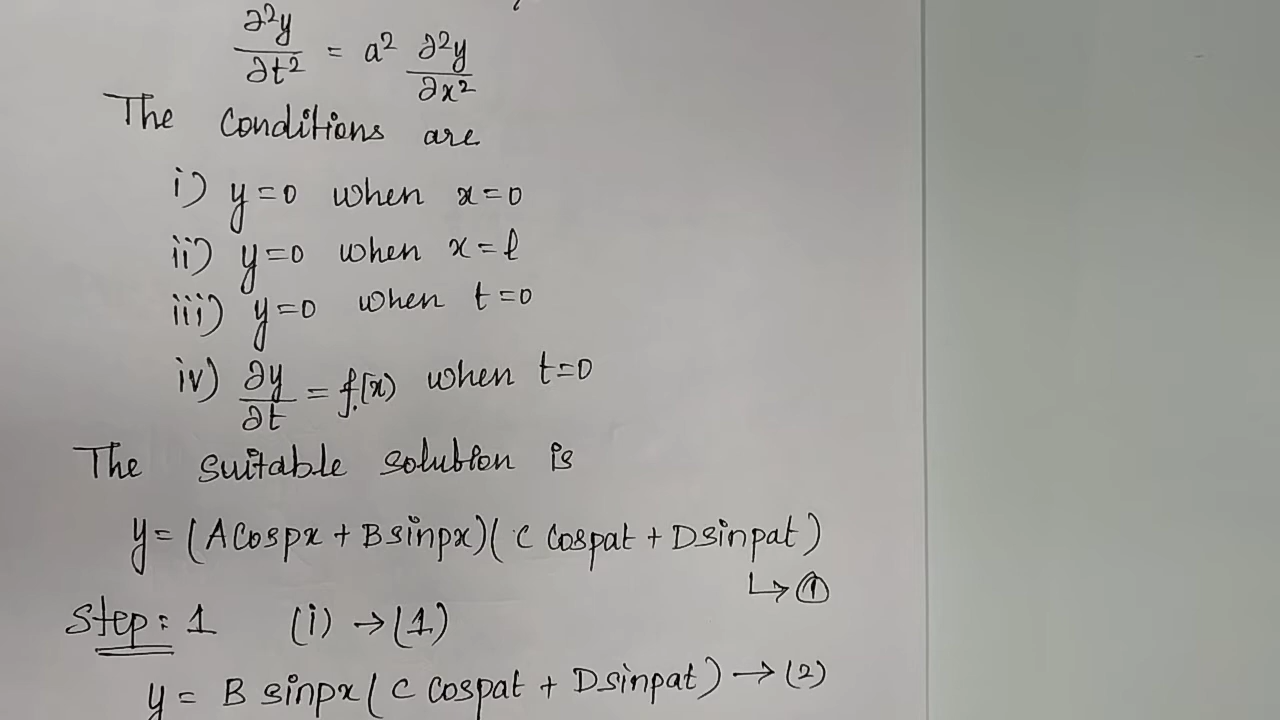 ∂²y/∂t² = a² ∂²y/∂x²
The conditions are
i) y=0 when x=0
ii) y=0 when x=l
iii) y=0 when t=0
iv) ∂y/∂t = f(x) when t=0
The suitable solution is
y=(Acospx + Bsinpx)(C cospat + Dsinpat)
↳①
Step: 1 (i) →(1)
y = B sinpx(C cospat + Dsinpat) →(2)